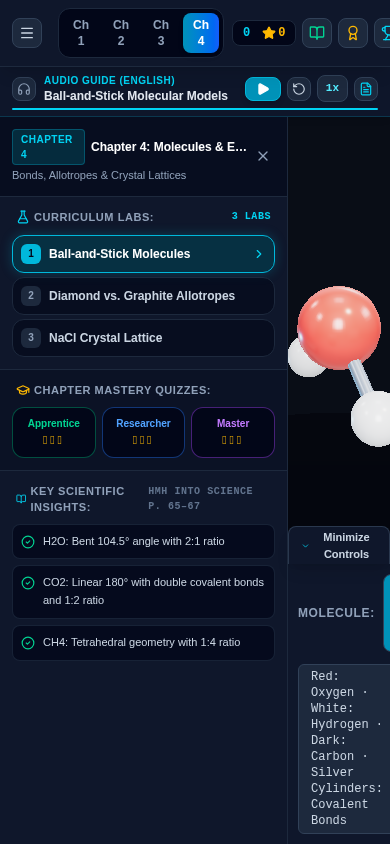 Ch 1
Ch 2
Ch 3
Ch 4
0
0
AUDIO GUIDE (ENGLISH)
Ball-and-Stick Molecular Models
1x
CHAPTER 4
Chapter 4: Molecules & E…
Bonds, Allotropes & Crystal Lattices
CURRICULUM LABS:
3 LABS
1 Ball-and-Stick Molecules
2 Diamond vs. Graphite Allotropes
3 NaCl Crystal Lattice
CHAPTER MASTERY QUIZZES:
Apprentice
Researcher
Master
KEY SCIENTIFIC
INSIGHTS:
HMH INTO SCIENCE
P. 65–67
H2O: Bent 104.5° angle with 2:1 ratio
CO2: Linear 180° with double covalent bonds
and 1:2 ratio
CH4: Tetrahedral geometry with 1:4 ratio
Minimize
Controls
MOLECULE:
Red:
Oxygen ·
White:
Hydrogen ·
Dark:
Carbon ·
Silver
Cylinders:
Covalent
Bonds